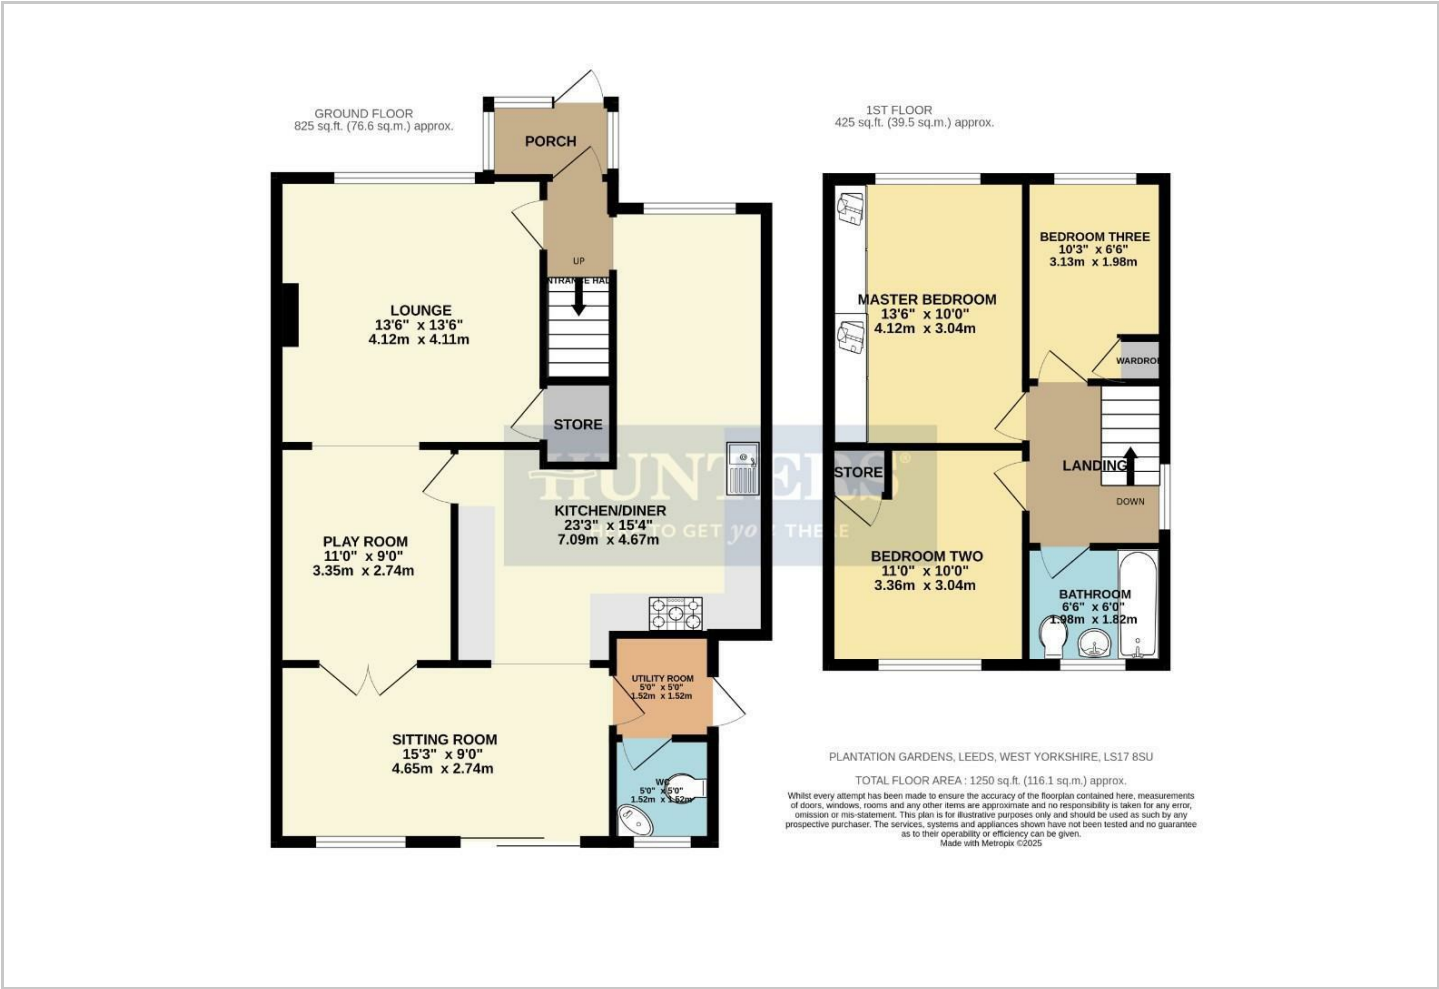 GROUND FLOOR
825 sq.ft. (76.6 sq.m.) approx.
PORCH
UP
LOUNGE
13'6" x 13'6"
4.12m x 4.11m
STORE
KITCHEN/DINER
23'3" x 15'4"
7.09m x 4.67m
PLAY ROOM
11'0" x 9'0"
3.35m x 2.74m
SITTING ROOM
15'3" x 9'0"
4.65m x 2.74m
UTILITY ROOM
5'0" x 5'0"
1.52m x 1.52m
WC
5'0" x 5'0"
1.52m x 1.52m
HUNTERS®
HERE TO GET you THERE
1ST FLOOR
425 sq.ft. (39.5 sq.m.) approx.
MASTER BEDROOM
13'6" x 10'0"
4.12m x 3.04m
BEDROOM THREE
10'3" x 6'6"
3.13m x 1.98m
WARDRO
LANDING
DOWN
STORE
BEDROOM TWO
11'0" x 10'0"
3.36m x 3.04m
BATHROOM
6'6" x 6'0"
1.98m x 1.82m
PLANTATION GARDENS, LEEDS, WEST YORKSHIRE, LS17 8SU
TOTAL FLOOR AREA : 1250 sq.ft. (116.1 sq.m.) approx.
Whilst every attempt has been made to ensure the accuracy of the floorplan contained here, measurements
of doors, windows, rooms and any other items are approximate and no responsibility is taken for any error,
omission or mis-statement. This plan is for illustrative purposes only and should be used as such by any
prospective purchaser. The services, systems and appliances shown have not been tested and no guarantee
as to their operability or efficiency can be given.
Made with Metropix ©2025